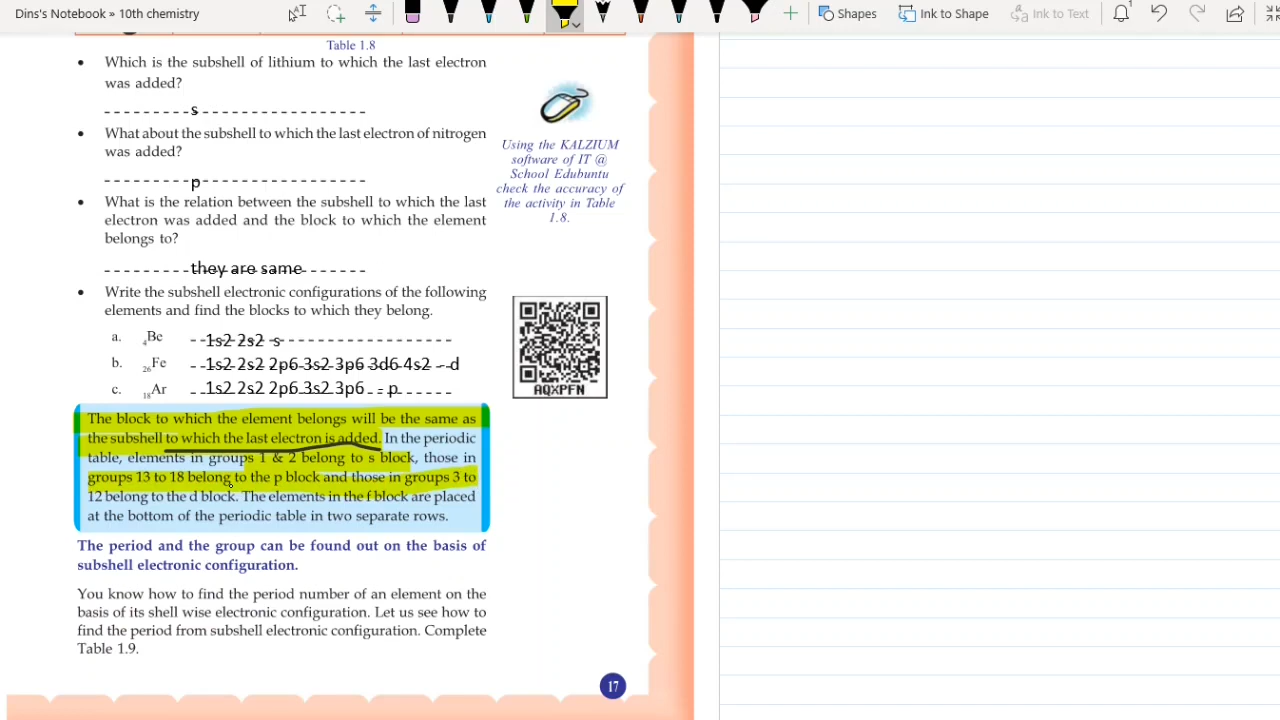 Dins's Notebook » 10th chemistry
Shapes
Ink to Shape
Ink to Text
Table 1.8
• Which is the subshell of lithium to which the last electron
was added?
s
• What about the subshell to which the last electron of nitrogen
was added?
p
• What is the relation between the subshell to which the last
electron was added and the block to which the element
belongs to?
they are same
• Write the subshell electronic configurations of the following
elements and find the blocks to which they belong.
a. 4Be 1s2 2s2 s
b. 26Fe 1s2 2s2 2p6 3s2 3p6 3d6 4s2 - d
c. 18Ar 1s2 2s2 2p6 3s2 3p6 - p
The block to which the element belongs will be the same as
the subshell to which the last electron is added. In the periodic
table, elements in groups 1 & 2 belong to s block, those in
groups 13 to 18 belong to the p block and those in groups 3 to
12 belong to the d block. The elements in the f block are placed
at the bottom of the periodic table in two separate rows.
The period and the group can be found out on the basis of
subshell electronic configuration.
You know how to find the period number of an element on the
basis of its shell wise electronic configuration. Let us see how to
find the period from subshell electronic configuration. Complete
Table 1.9.
Using the KALZIUM
software of IT @
School Edubuntu
check the accuracy of
the activity in Table
1.8.
AQXPFN
17